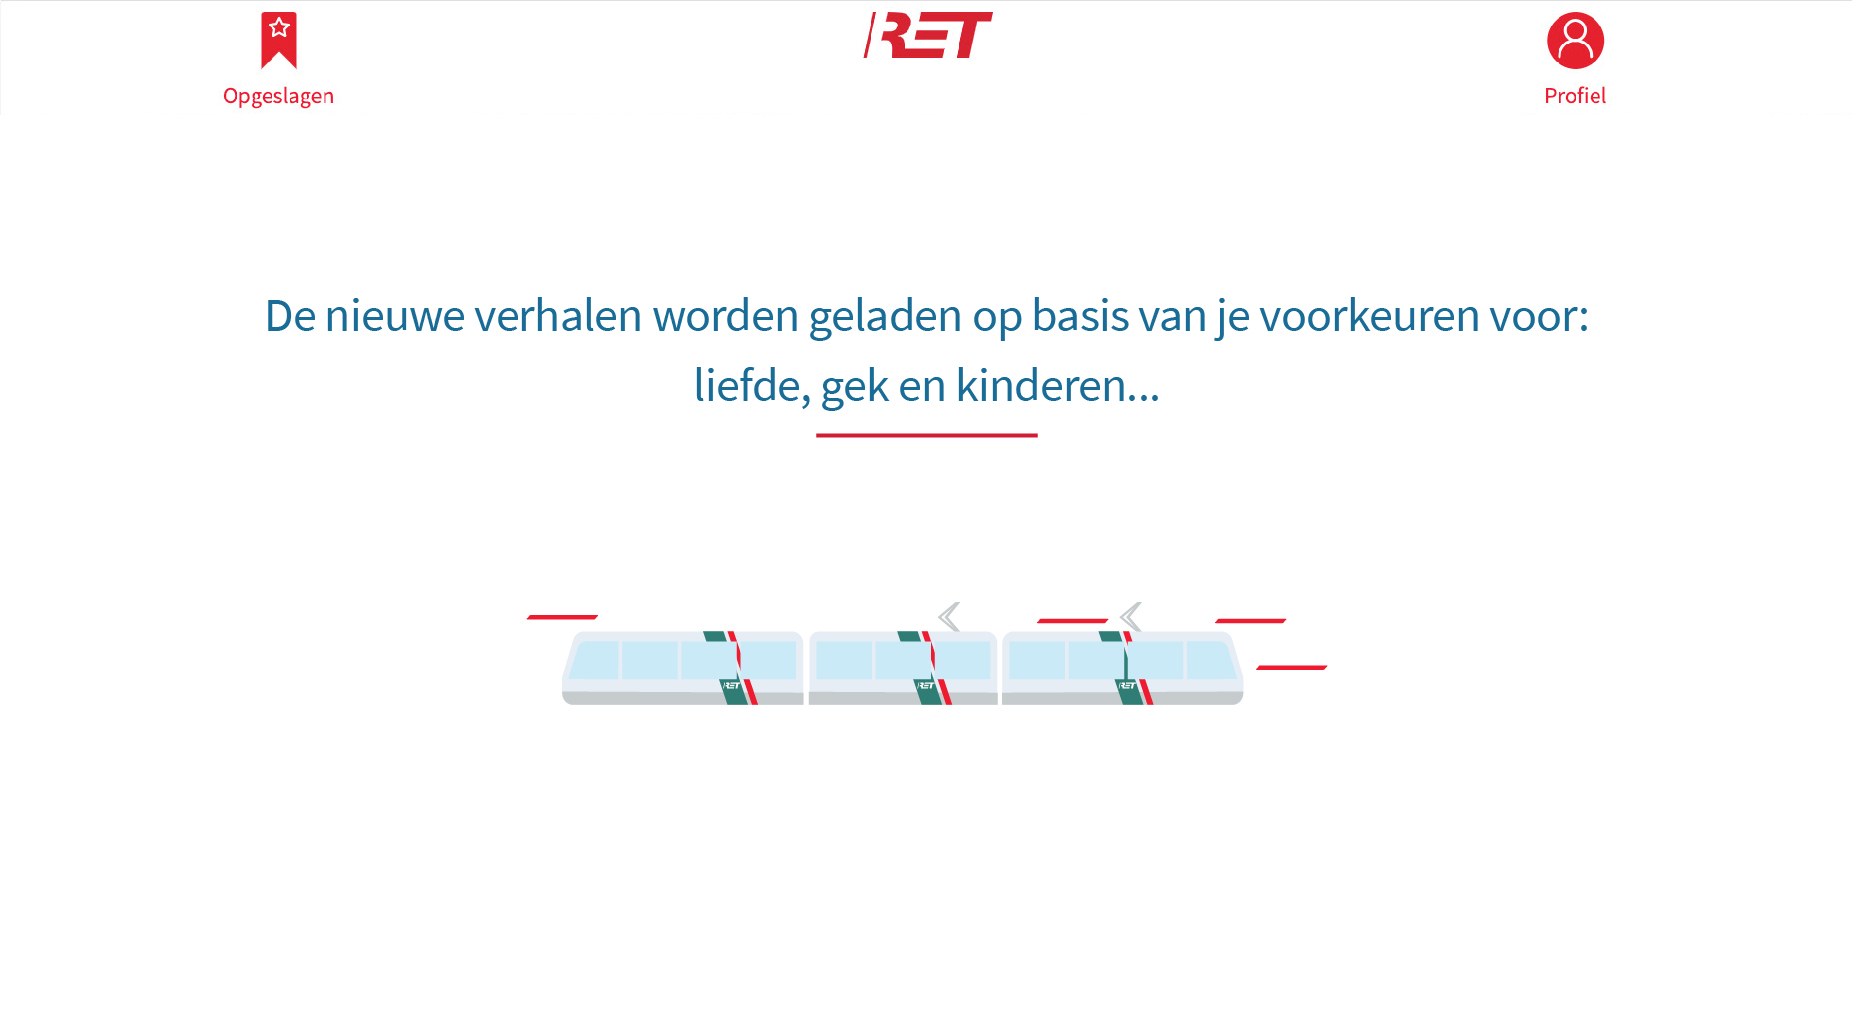 RET
Opgeslagen
Profiel
De nieuwe verhalen worden geladen op basis van je voorkeuren voor:
liefde, gek en kinderen...
RET
RET
RET